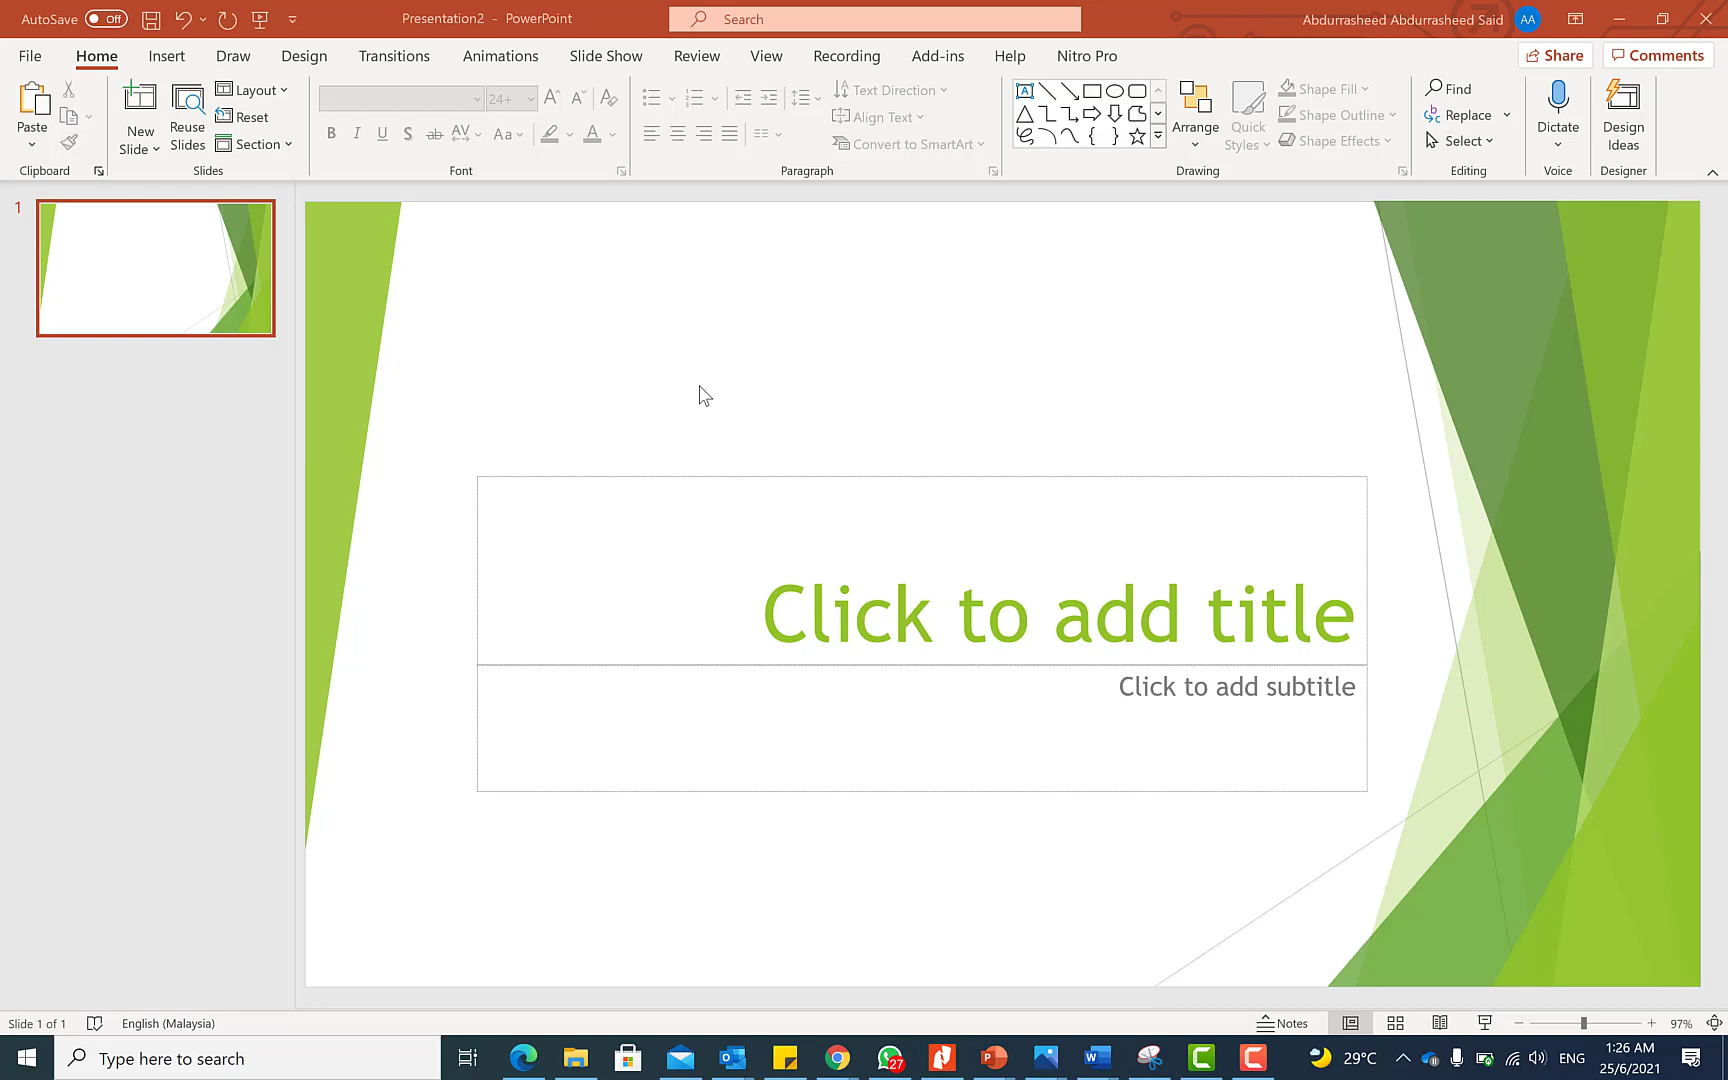 AutoSave Off Presentation2 - PowerPoint Search Abdurrasheed Abdurrasheed Said AA
File Home Insert Draw Design Transitions Animations Slide Show Review View Recording Add-ins Help Nitro Pro Share Comments
Paste
Clipboard
New Slide
Reuse Slides
Layout
Reset
Section
Slides
24+
B I U S ab AV Aa A
Font
Text Direction
Align Text
Convert to SmartArt
Paragraph
Arrange
Quick Styles
Shape Fill
Shape Outline
Shape Effects
Drawing
Find
Replace
Select
Editing
Dictate
Voice
Design Ideas
Designer
1
Click to add title
Click to add subtitle
Slide 1 of 1 English (Malaysia) Notes 97%
Type here to search 27 29°C ENG 1:26 AM
25/6/2021